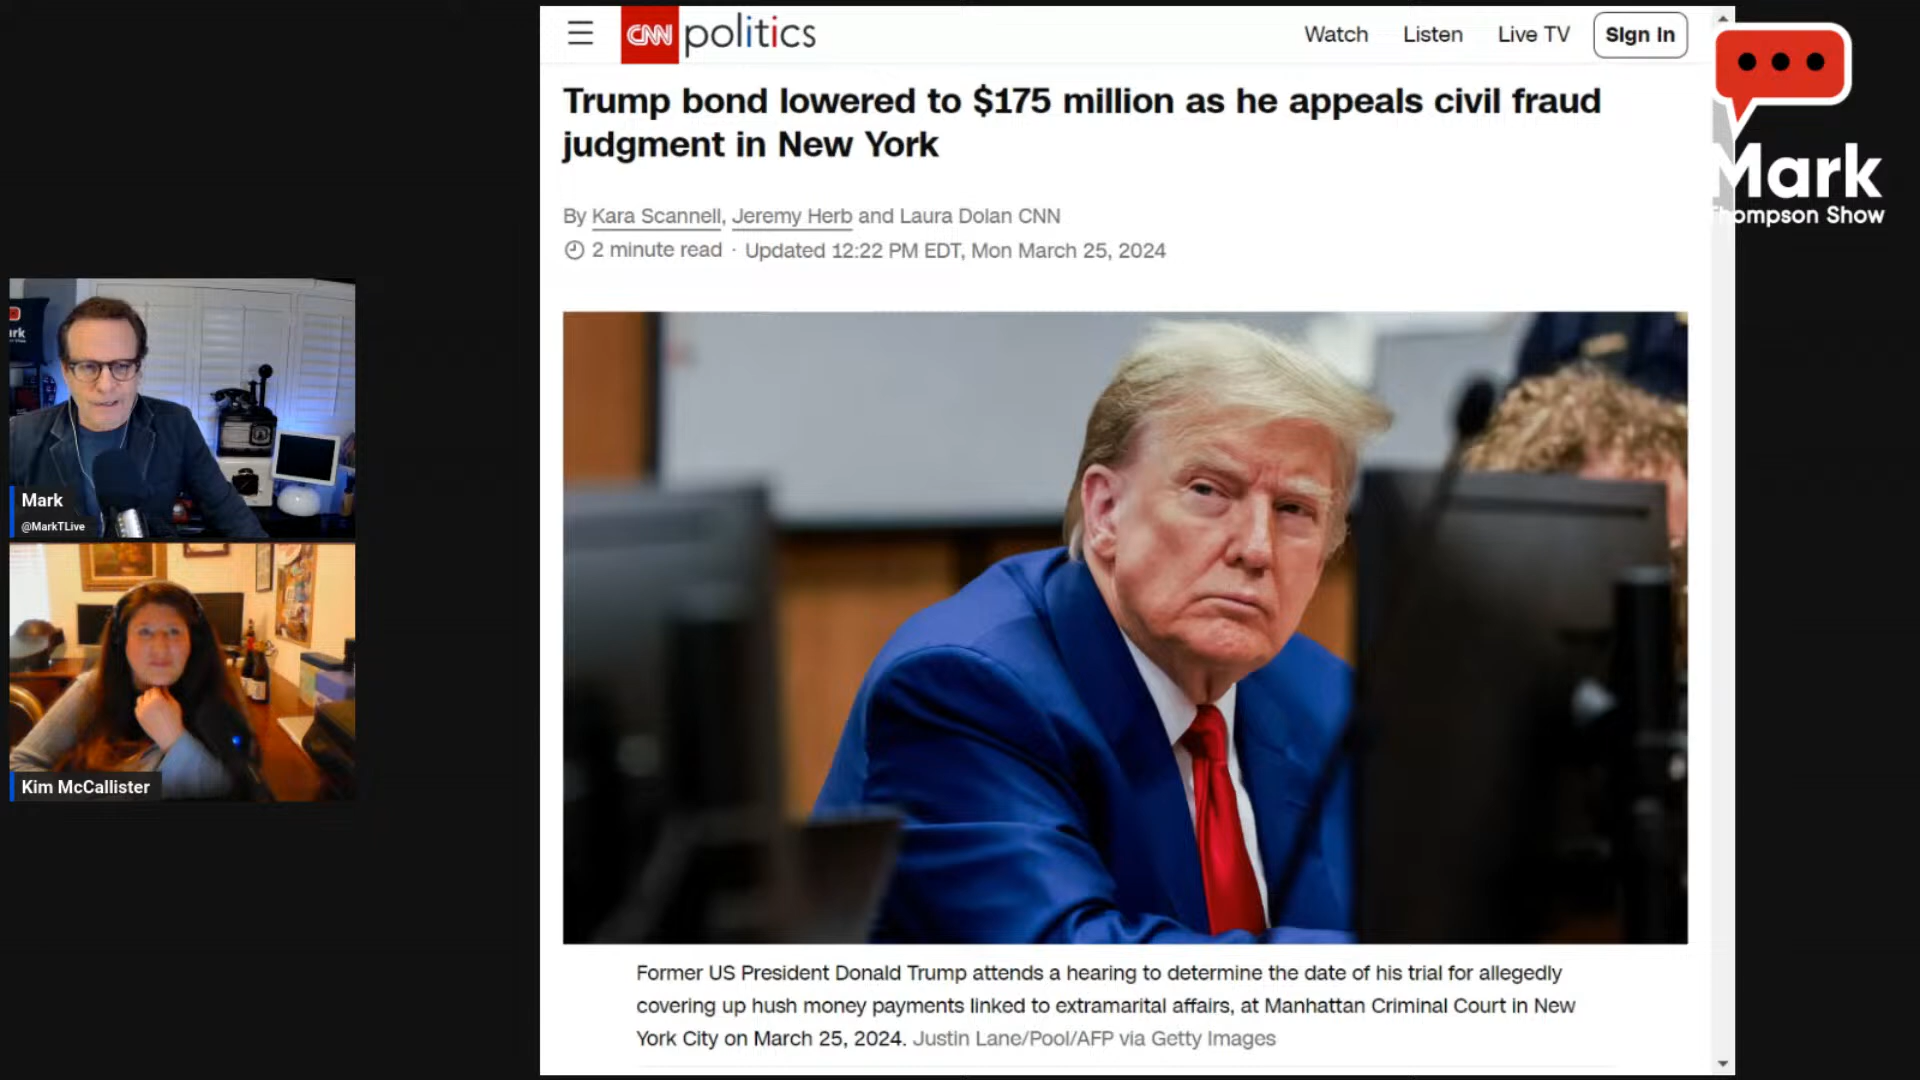 CNN politics
Watch
Listen
Live TV
Sign in
Trump bond lowered to $175 million as he appeals civil fraud
judgment in New York
By Kara Scannell, Jeremy Herb and Laura Dolan CNN
2 minute read · Updated 12:22 PM EDT, Mon March 25, 2024
Mark
Thompson Show
Mark
@MarkTLive
Kim McCallister
Former US President Donald Trump attends a hearing to determine the date of his trial for allegedly
covering up hush money payments linked to extramarital affairs, at Manhattan Criminal Court in New
York City on March 25, 2024. Justin Lane/Pool/AFP via Getty Images